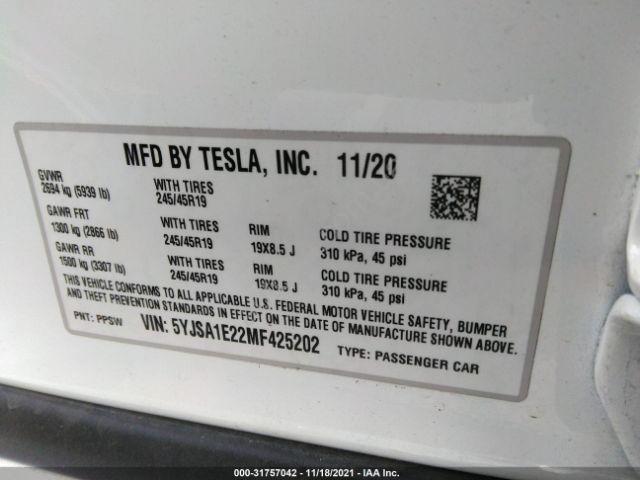 MFD BY TESLA, INC. 11/20
GVWR
2694 kg (5939 lb)
WITH TIRES
245/45R19
GAWR FRT
1300 kg (2866 lb)
WITH TIRES
245/45R19
RIM
19X8.5 J
COLD TIRE PRESSURE
310 kPa, 45 psi
GAWR RR
1500 kg (3307 lb)
WITH TIRES
245/45R19
RIM
19X8.5 J
COLD TIRE PRESSURE
310 kPa, 45 psi
THIS VEHICLE CONFORMS TO ALL APPLICABLE U.S. FEDERAL MOTOR VEHICLE SAFETY, BUMPER
AND THEFT PREVENTION STANDARDS IN EFFECT ON THE DATE OF MANUFACTURE SHOWN ABOVE.
PNT: PPSW
VIN: 5YJSA1E22MF425202
TYPE: PASSENGER CAR
000-31757042 - 11/18/2021 - IAA Inc.